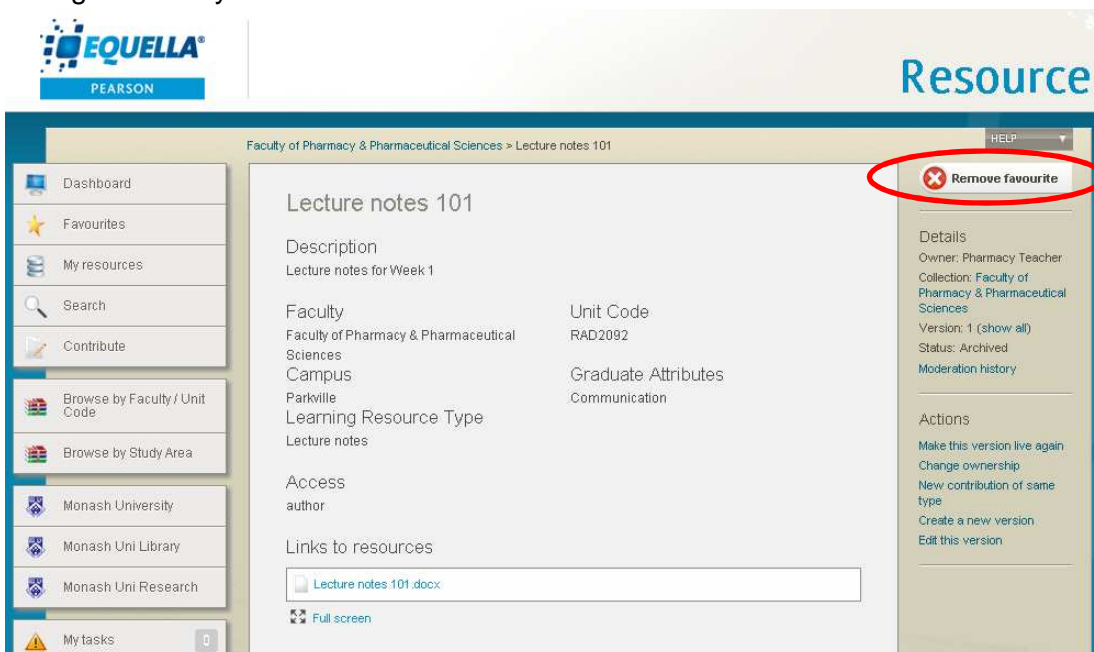 EQUELLA®
PEARSON
Resource
Faculty of Pharmacy & Pharmaceutical Sciences > Lecture notes 101
HELP
Dashboard
Favourites
My resources
Search
Contribute
Browse by Faculty / Unit
Code
Browse by Study Area
Monash University
Monash Uni Library
Monash Uni Research
My tasks
0
Lecture notes 101
Description
Lecture notes for Week 1
Faculty
Faculty of Pharmacy & Pharmaceutical
Sciences
Unit Code
RAD2092
Campus
Parkville
Graduate Attributes
Communication
Learning Resource Type
Lecture notes
Access
author
Links to resources
Lecture notes 101.docx
Full screen
Remove favourite
Details
Owner: Pharmacy Teacher
Collection: Faculty of
Pharmacy & Pharmaceutical
Sciences
Version: 1 (show all)
Status: Archived
Moderation history
Actions
Make this version live again
Change ownership
New contribution of same
type
Create a new version
Edit this version